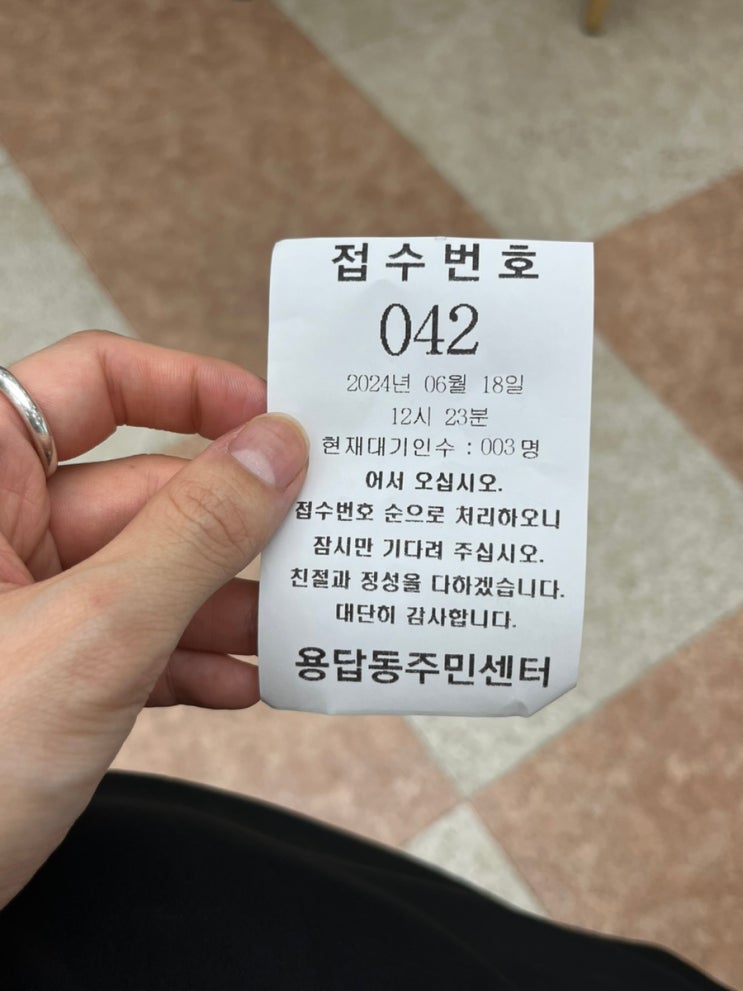 접수번호
042
2024년 06월 18일
12시 23분
현재대기인수 : 003명
어서 오십시오.
접수번호 순으로 처리하오니
잠시만 기다려 주십시오.
친절과 정성을 다하겠습니다.
대단히 감사합니다.
용답동주민센터